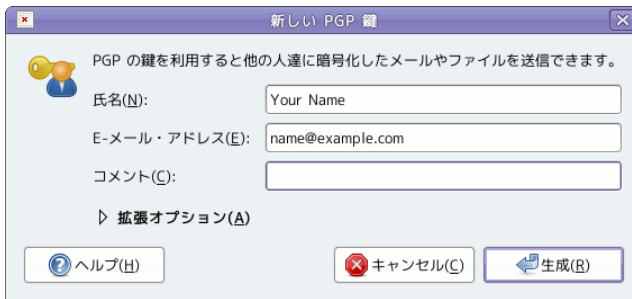 新しい PGP 鍵
PGP の鍵を利用すると他の人達に暗号化したメールやファイルを送信できます。
氏名(N): Your Name
E-メール・アドレス(E): name@example.com
コメント(C):
拡張オプション(A)
ヘルプ(H) キャンセル(C) 生成(R)